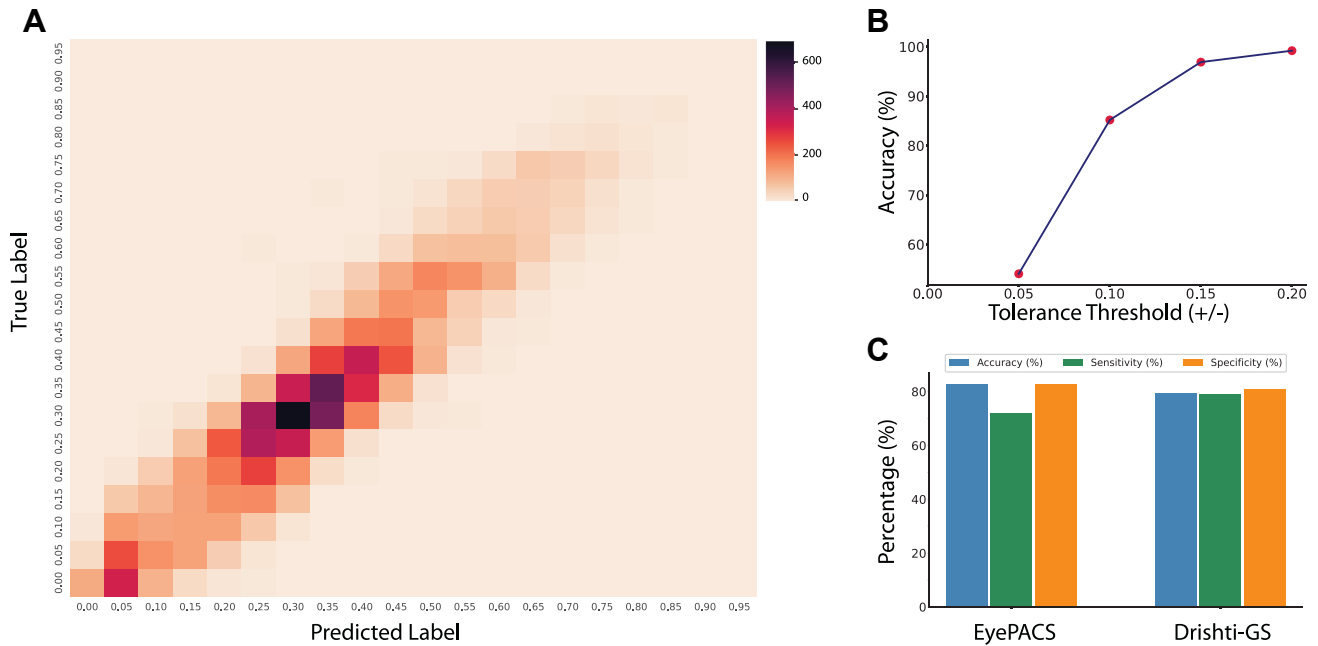 A
True Label
0.95
0.90
0.85
0.80
0.75
0.70
0.65
0.60
0.55
0.50
0.45
0.40
0.35
0.30
0.25
0.20
0.15
0.10
0.05
0.00
0.00 0.05 0.10 0.15 0.20 0.25 0.30 0.35 0.40 0.45 0.50 0.55 0.60 0.65 0.70 0.75 0.80 0.85 0.90 0.95
Predicted Label
600
400
200
0
B
Accuracy (%)
100
90
80
70
60
0.00 0.05 0.10 0.15 0.20
Tolerance Threshold (+/-)
C
Accuracy (%) Sensitivity (%) Specificity (%)
Percentage (%)
80
60
40
20
0
EyePACS Drishti-GS